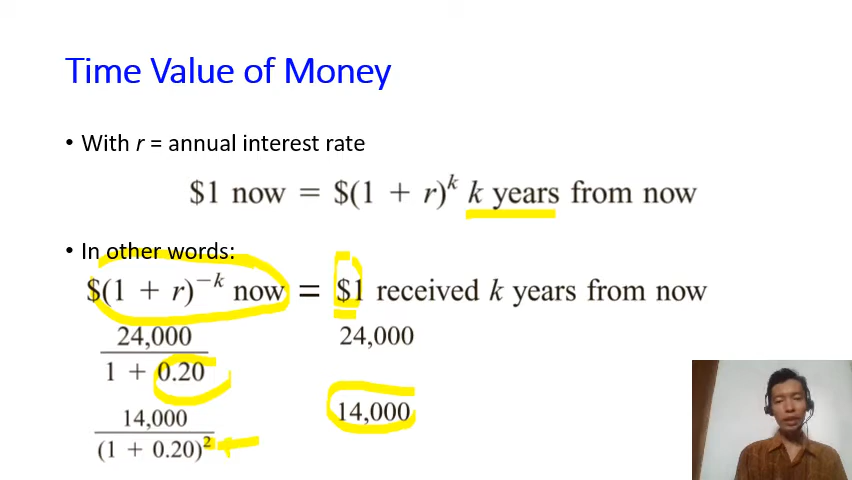 Time Value of Money
• With r = annual interest rate
$1 now = $(1 + r)^k k years from now
• In other words:
$(1 + r)^−k now = $1 received k years from now
24,000 / 1 + 0.20
24,000
14,000 / (1 + 0.20)^2
14,000